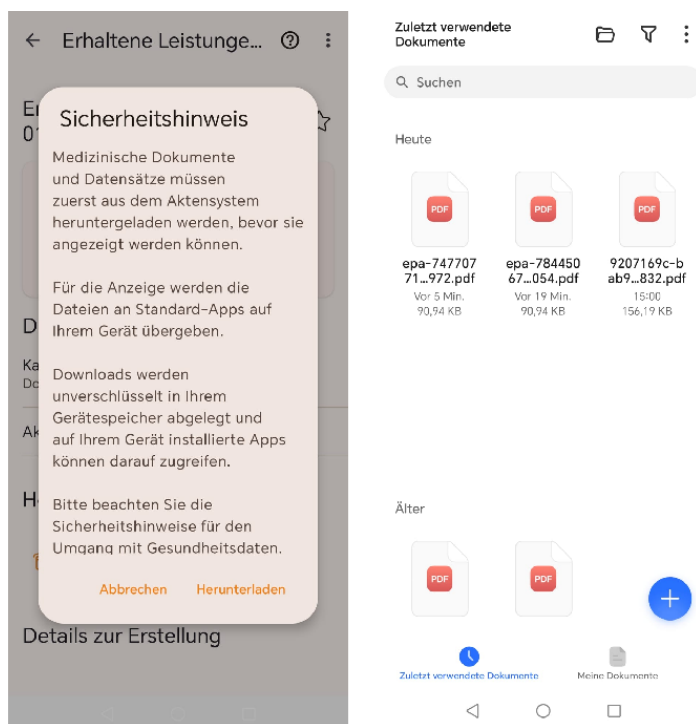 Erhaltene Leistunge...
Sicherheitshinweis
Medizinische Dokumente
und Datensätze müssen
zuerst aus dem Aktensystem
heruntergeladen werden, bevor sie
angezeigt werden können.
Für die Anzeige werden die
Dateien an Standard-Apps auf
Ihrem Gerät übergeben.
Downloads werden
unverschlüsselt in Ihrem
Gerätespeicher abgelegt und
auf Ihrem Gerät installierte Apps
können darauf zugreifen.
Bitte beachten Sie die
Sicherheitshinweise für den
Umgang mit Gesundheitsdaten.
Abbrechen Herunterladen
Details zur Erstellung
Zuletzt verwendete
Dokumente
Suchen
Heute
PDF PDF PDF
epa-747707 epa-784450 9207169c-b
71...972.pdf 67...054.pdf ab9...832.pdf
Vor 5 Min. Vor 19 Min. 15:00
90,94 KB 90,94 KB 156,19 KB
Älter
PDF PDF
Zuletzt verwendete Dokumente Meine Dokumente